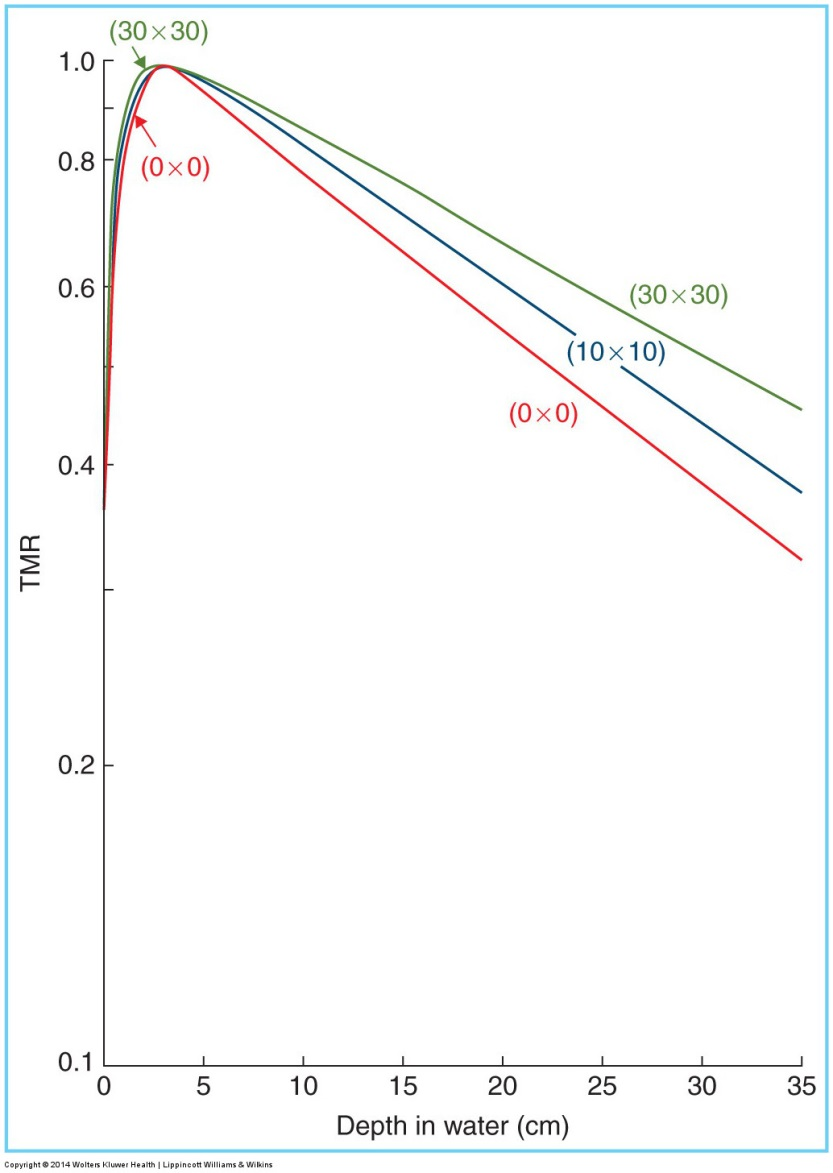 (30×30)
1.0
(0×0)
0.8
0.6
(30×30)
(10×10)
(0×0)
0.4
TMR
0.2
0.1
0 5 10 15 20 25 30 35
Depth in water (cm)
Copyright © 2014 Wolters Kluwer Health | Lippincott Williams & Wilkins